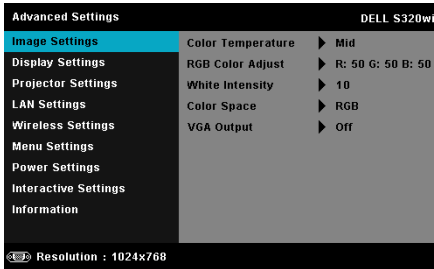 Advanced Settings
DELL S320wi
Image Settings
Display Settings
Projector Settings
LAN Settings
Wireless Settings
Menu Settings
Power Settings
Interactive Settings
Information
Color Temperature Mid
RGB Color Adjust R: 50 G: 50 B: 50
White Intensity 10
Color Space RGB
VGA Output Off
Resolution : 1024x768